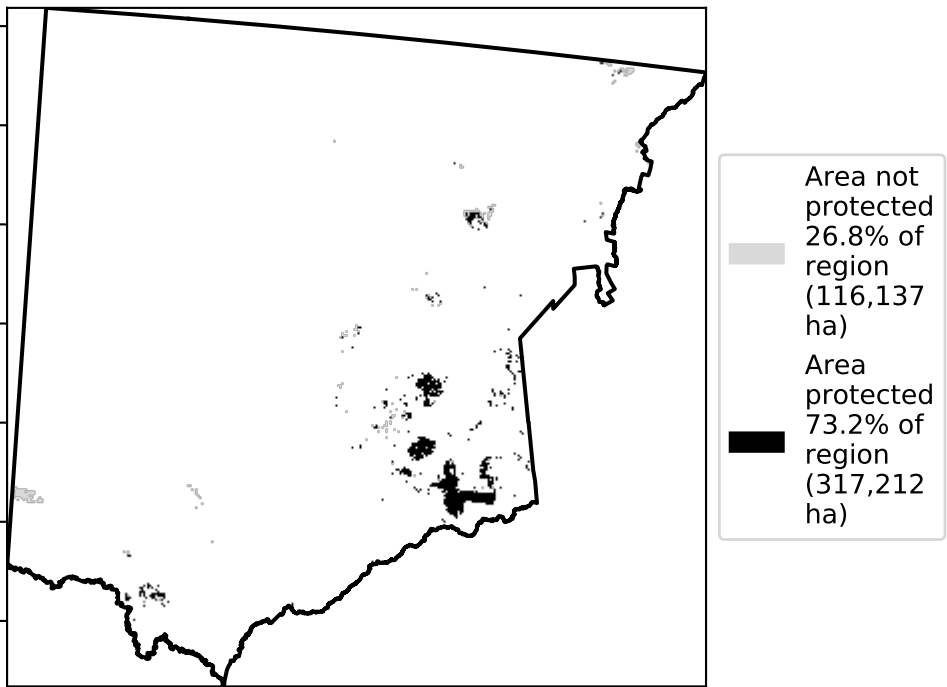 Area not
protected
26.8% of
region
(116,137
ha)
Area
protected
73.2% of
region
(317,212
ha)